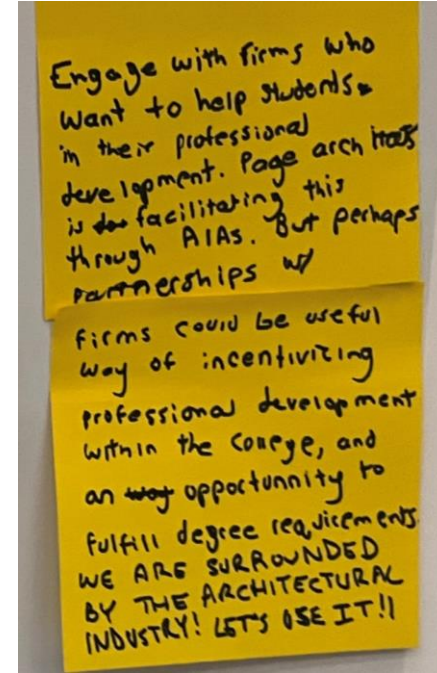 Engage with firms who
want to help students
in their professional
development. Page architects
is facilitating this
through AIAs. But perhaps
partnerships w/
firms could be useful
way of incentivizing
professional development
within the college, and
an way opportunnity to
fulfill degree requirements.
WE ARE SURROUNDED
BY THE ARCHITECTURAL
INDUSTRY! LET'S USE IT!!